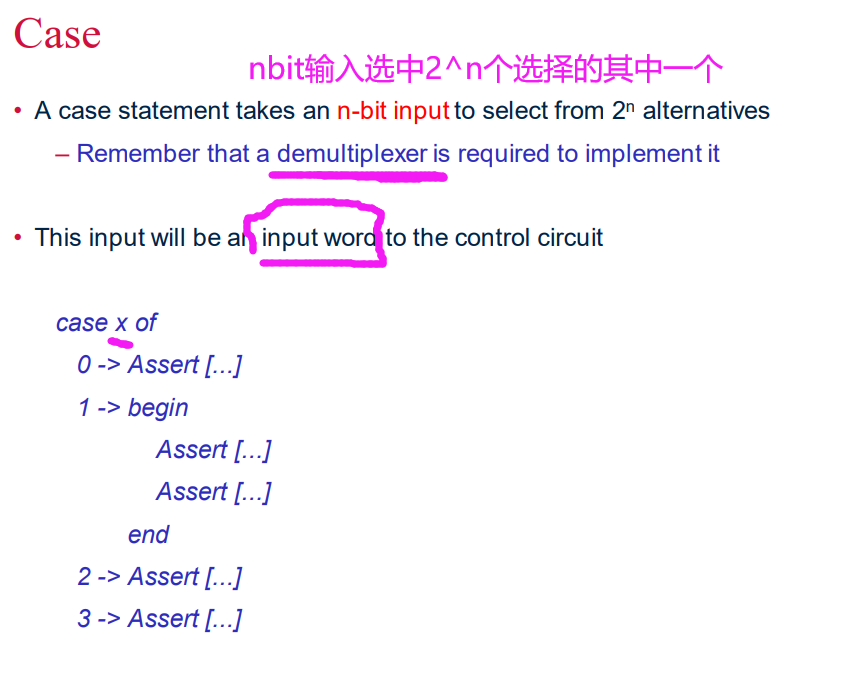 Case
nbit输入选中2^n个选择的其中一个
• A case statement takes an n-bit input to select from 2ⁿ alternatives
– Remember that a demultiplexer is required to implement it
• This input will be an input word to the control circuit
case x of
0 -> Assert [...]
1 -> begin
Assert [...]
Assert [...]
end
2 -> Assert [...]
3 -> Assert [...]